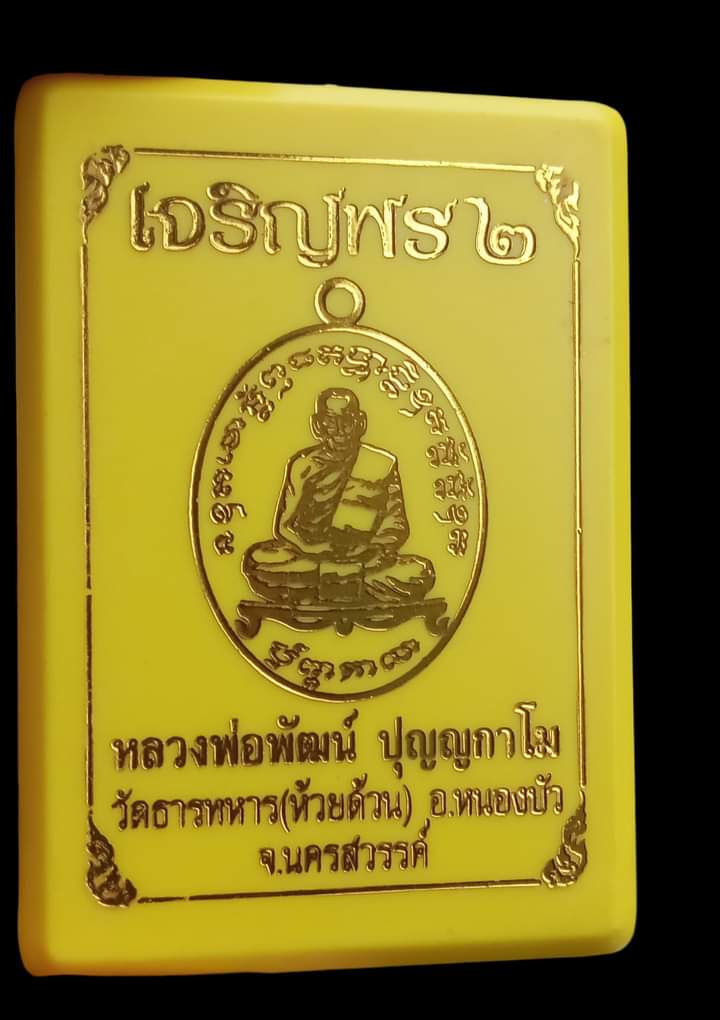 เจริญพร ๒
หลวงพ่อพัฒน์ ปุญญกาโม
วัดธารทหาร(ห้วยด้วน) อ.หนองบัว
จ.นครสวรรค์